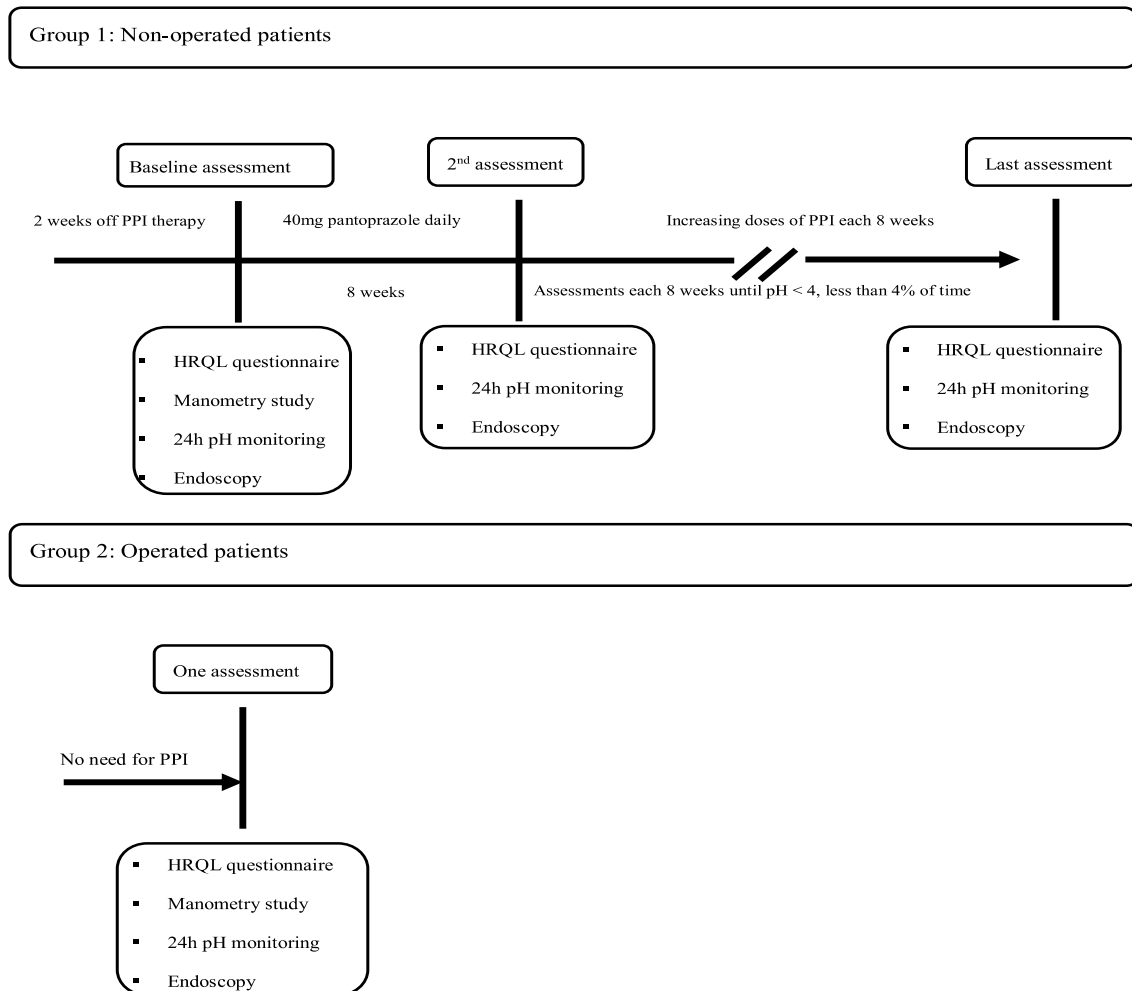 Group 1: Non-operated patients
Baseline assessment
2nd assessment
Last assessment
2 weeks off PPI therapy
40mg pantoprazole daily
Increasing doses of PPI each 8 weeks
8 weeks
Assessments each 8 weeks until pH < 4, less than 4% of time
▪ HRQL questionnaire
▪ Manometry study
▪ 24h pH monitoring
▪ Endoscopy
▪ HRQL questionnaire
▪ 24h pH monitoring
▪ Endoscopy
▪ HRQL questionnaire
▪ 24h pH monitoring
▪ Endoscopy
Group 2: Operated patients
One assessment
No need for PPI
▪ HRQL questionnaire
▪ Manometry study
▪ 24h pH monitoring
▪ Endoscopy